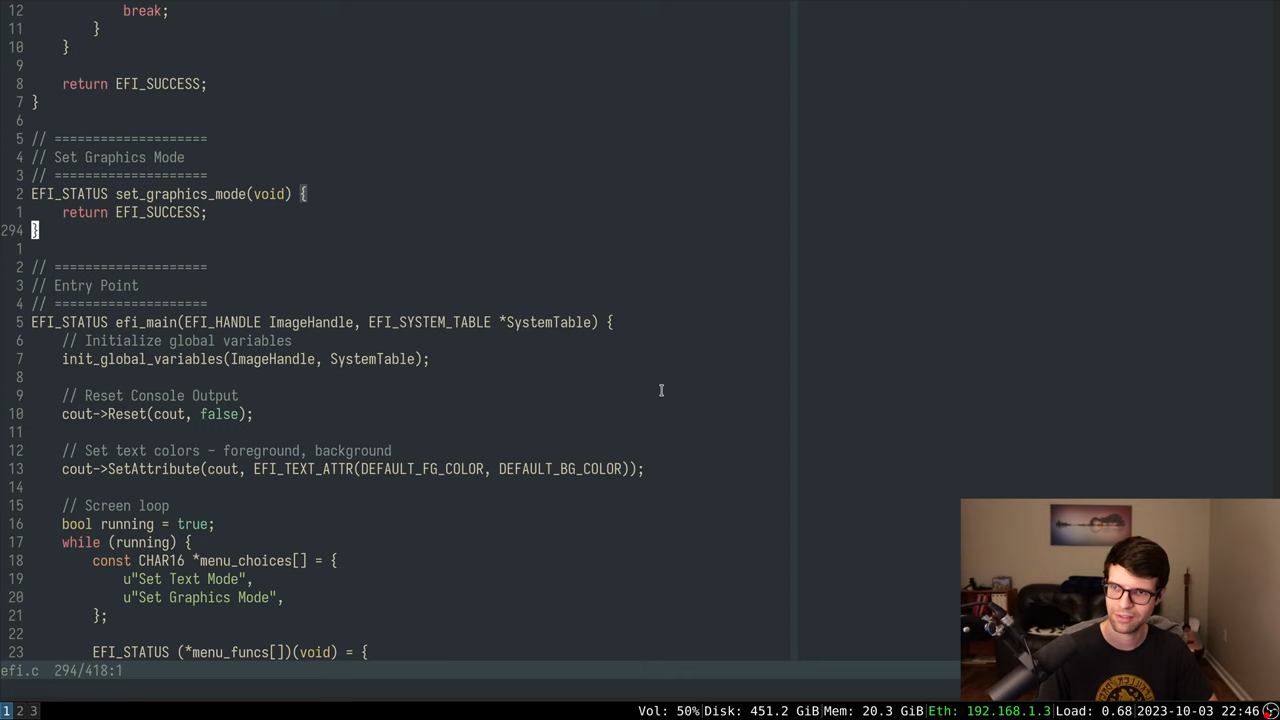 12             break;
11         }
10     }
9
8     return EFI_SUCCESS;
7 }
6
5 // ====================
4 // Set Graphics Mode
3 // ====================
2 EFI_STATUS set_graphics_mode(void) {
1     return EFI_SUCCESS;
294 }
1
2 // ====================
3 // Entry Point
4 // ====================
5 EFI_STATUS efi_main(EFI_HANDLE ImageHandle, EFI_SYSTEM_TABLE *SystemTable) {
6     // Initialize global variables
7     init_global_variables(ImageHandle, SystemTable);
8
9     // Reset Console Output
10     cout->Reset(cout, false);
11
12     // Set text colors - foreground, background
13     cout->SetAttribute(cout, EFI_TEXT_ATTR(DEFAULT_FG_COLOR, DEFAULT_BG_COLOR));
14
15     // Screen loop
16     bool running = true;
17     while (running) {
18         const CHAR16 *menu_choices[] = {
19             u"Set Text Mode",
20             u"Set Graphics Mode",
21         };
22
23         EFI_STATUS (*menu_funcs[])(void) = {
efi.c  294/418:1
1 2 3 Vol: 50%|Disk: 451.2 GiB|Mem: 20.3 GiB|Eth: 192.168.1.3|Load: 0.68|2023-10-03 22:46